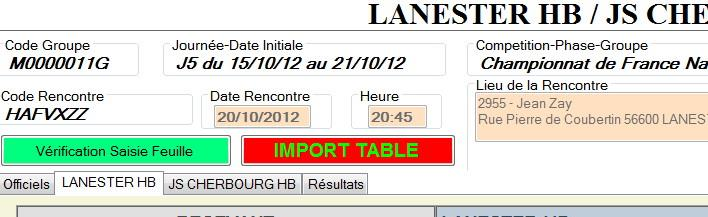 LANESTER HB / JS CHE
Code Groupe
M0000011G
Journée-Date Initiale
J5 du 15/10/12 au 21/10/12
Competition-Phase-Groupe
Championnat de France Na
Code Rencontre
HAFVXZZ
Date Rencontre
20/10/2012
Heure
20:45
Lieu de la Rencontre
2955 - Jean Zay
Rue Pierre de Coubertin 56600 LANEST
Vérification Saisie Feuille
IMPORT TABLE
Officiels
LANESTER HB
JS CHERBOURG HB
Résultats
LANESTER HB